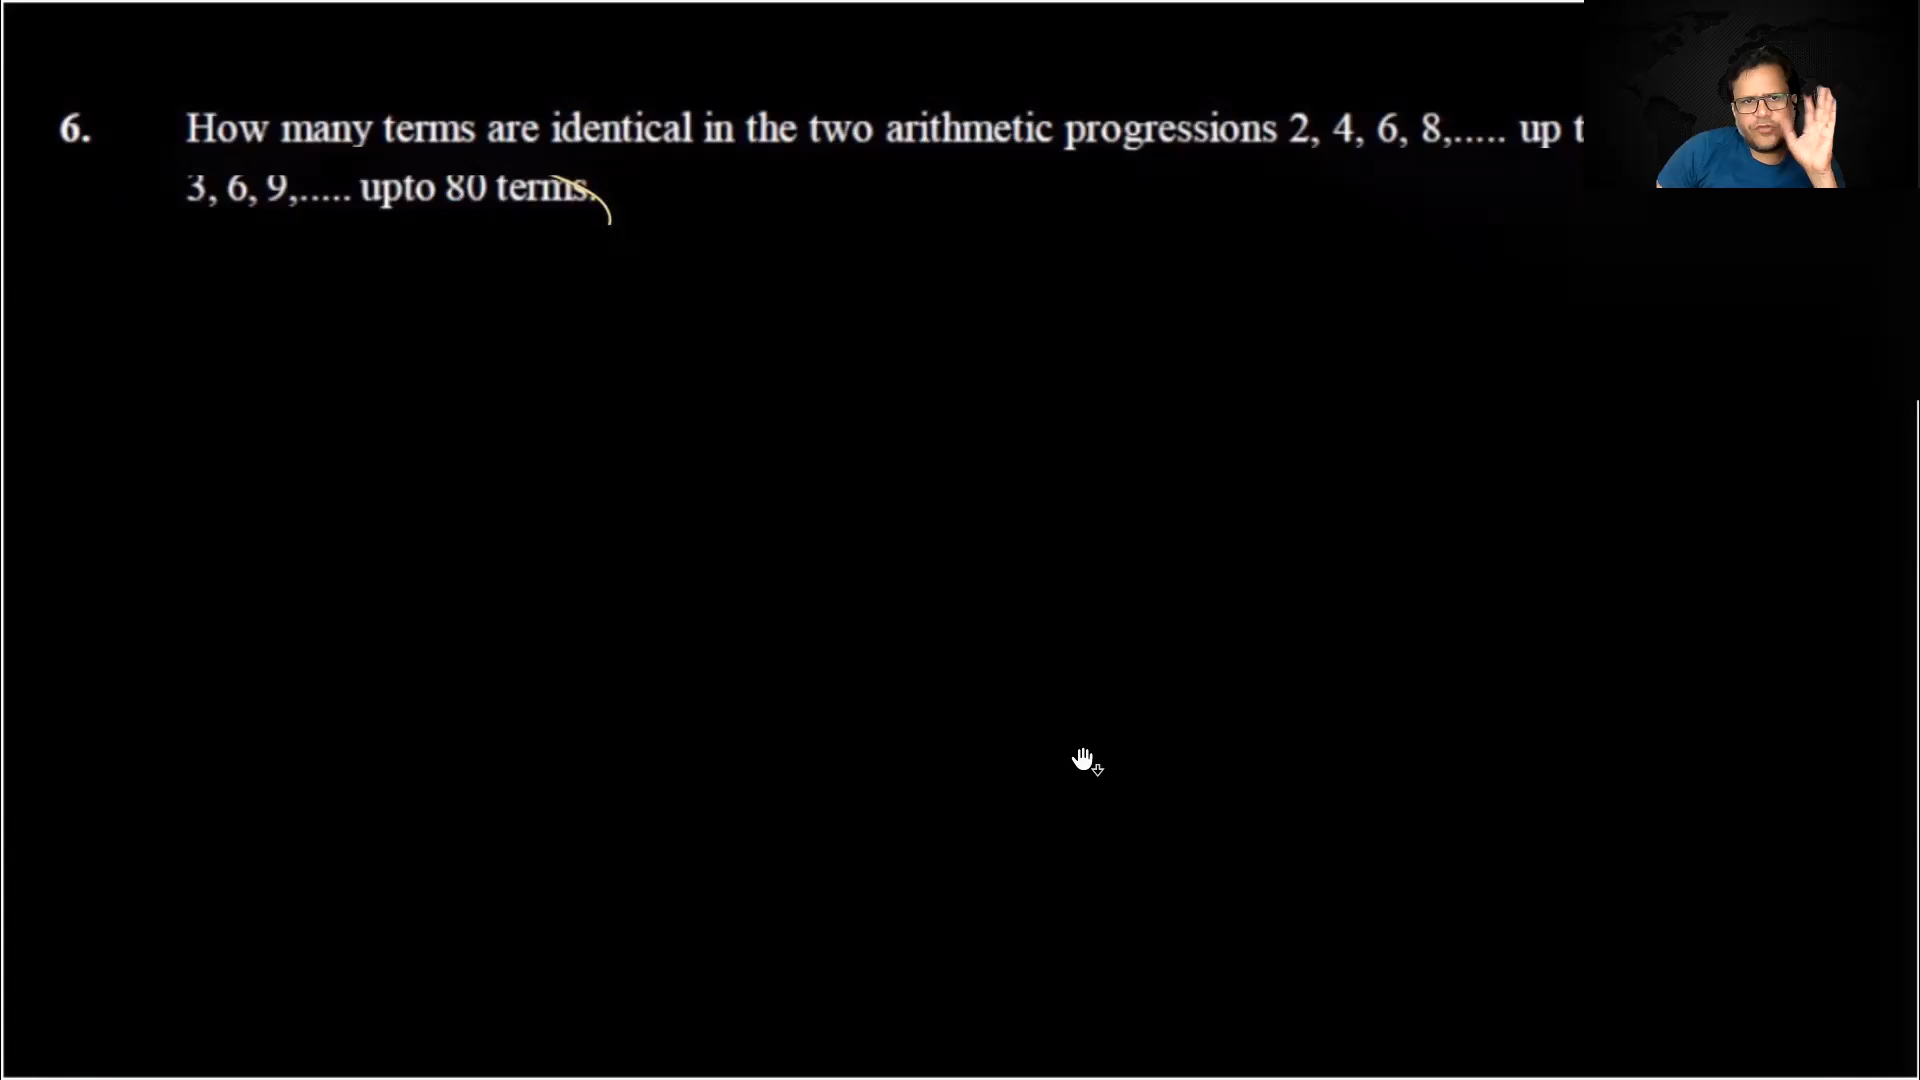 6. How many terms are identical in the two arithmetic progressions 2, 4, 6, 8,..... up
3, 6, 9,..... upto 80 terms.